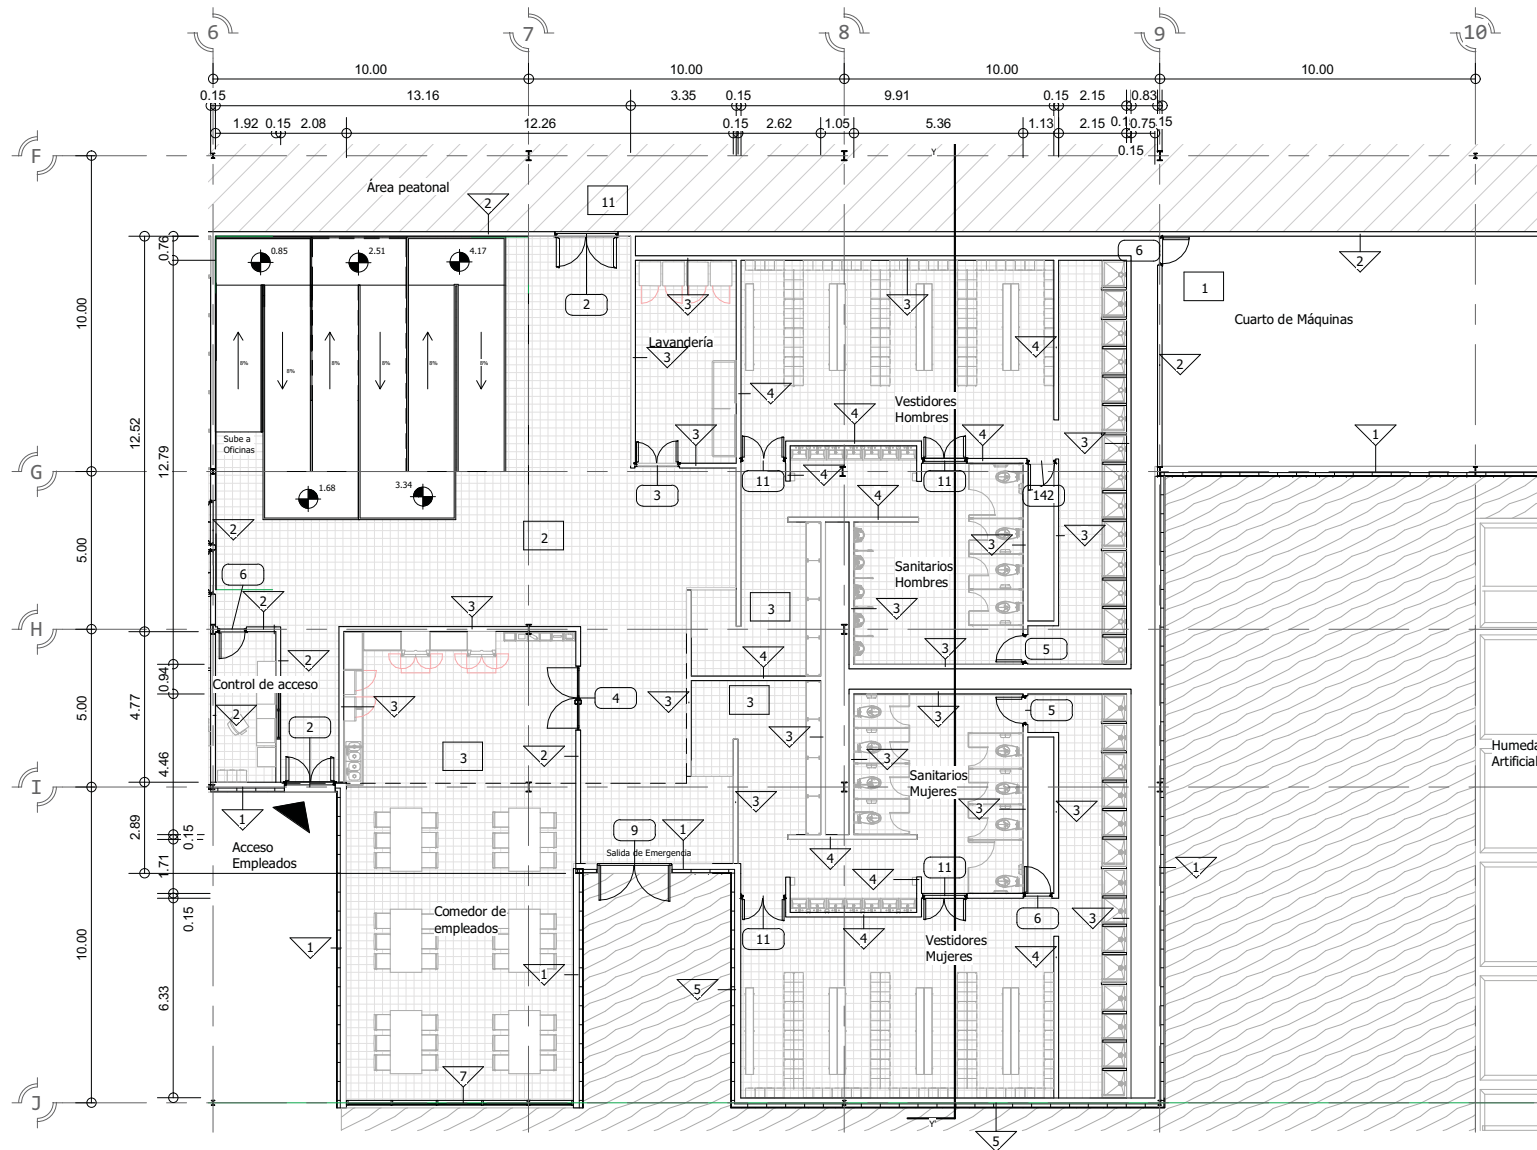 6 7 8 9 10
10.00 10.00 10.00 10.00
0.15 13.16 3.35 0.15 9.91 0.15 2.15 0.83
1.92 0.15 2.08 12.26 0.15 2.62 1.05 5.36 1.13 2.15 0.75
0.15
F
Área peatonal
2
11
0.76
0.85 2.51 4.17
6
2
2
1
3
3
Cuarto de Máquinas
10.00
Lavandería
3
4
2
8% 8% 8% 8% 8% 8%
4
Vestidores
Hombres
4
12.52
12.79
Sube a
Oficinas
3
4
3
1
G
4
3
11
11
142
1.68 3.34
4
2
2
3
3
5.00
6
Sanitarios
Hombres
2
3
3
3
H
5
3
4
2
0.94
Control de acceso
3
4
3
3
5
3
2
2
4.77
5.00
3
3
2
3
4.46
Humeda
Artificial
Sanitarios
Mujeres
I
3
3
3
1
2.89
0.15
9
1
Acceso
Empleados
Salida de Emergencia
4
1.71
11
1
4
0.15
6
3
Comedor de
empleados
11
4
Vestidores
Mujeres
1
4
10.00
1
5
6.33
7
J
Y
Y'
5